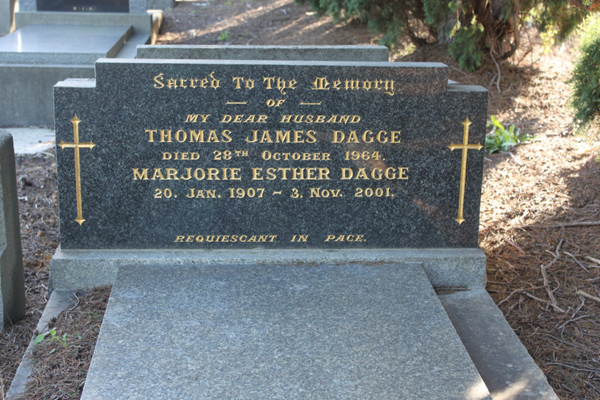 Sacred To The Memory
— OF —
MY DEAR HUSBAND
THOMAS JAMES DAGGE
DIED 28TH OCTOBER 1964.
MARJORIE ESTHER DAGGE
20. JAN. 1907 ~ 3. NOV. 2001.
REQUIESCANT IN PACE.